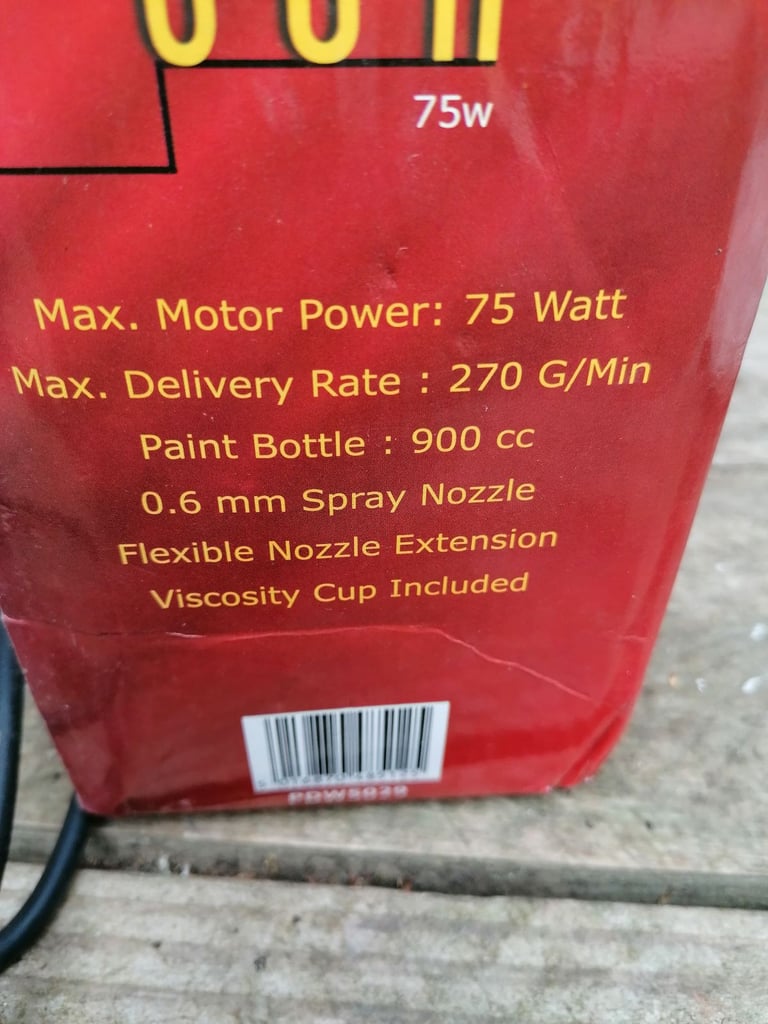 75w
Max. Motor Power: 75 Watt
Max. Delivery Rate : 270 G/Min
Paint Bottle : 900 cc
0.6 mm Spray Nozzle
Flexible Nozzle Extension
Viscosity Cup Included
PDW5029